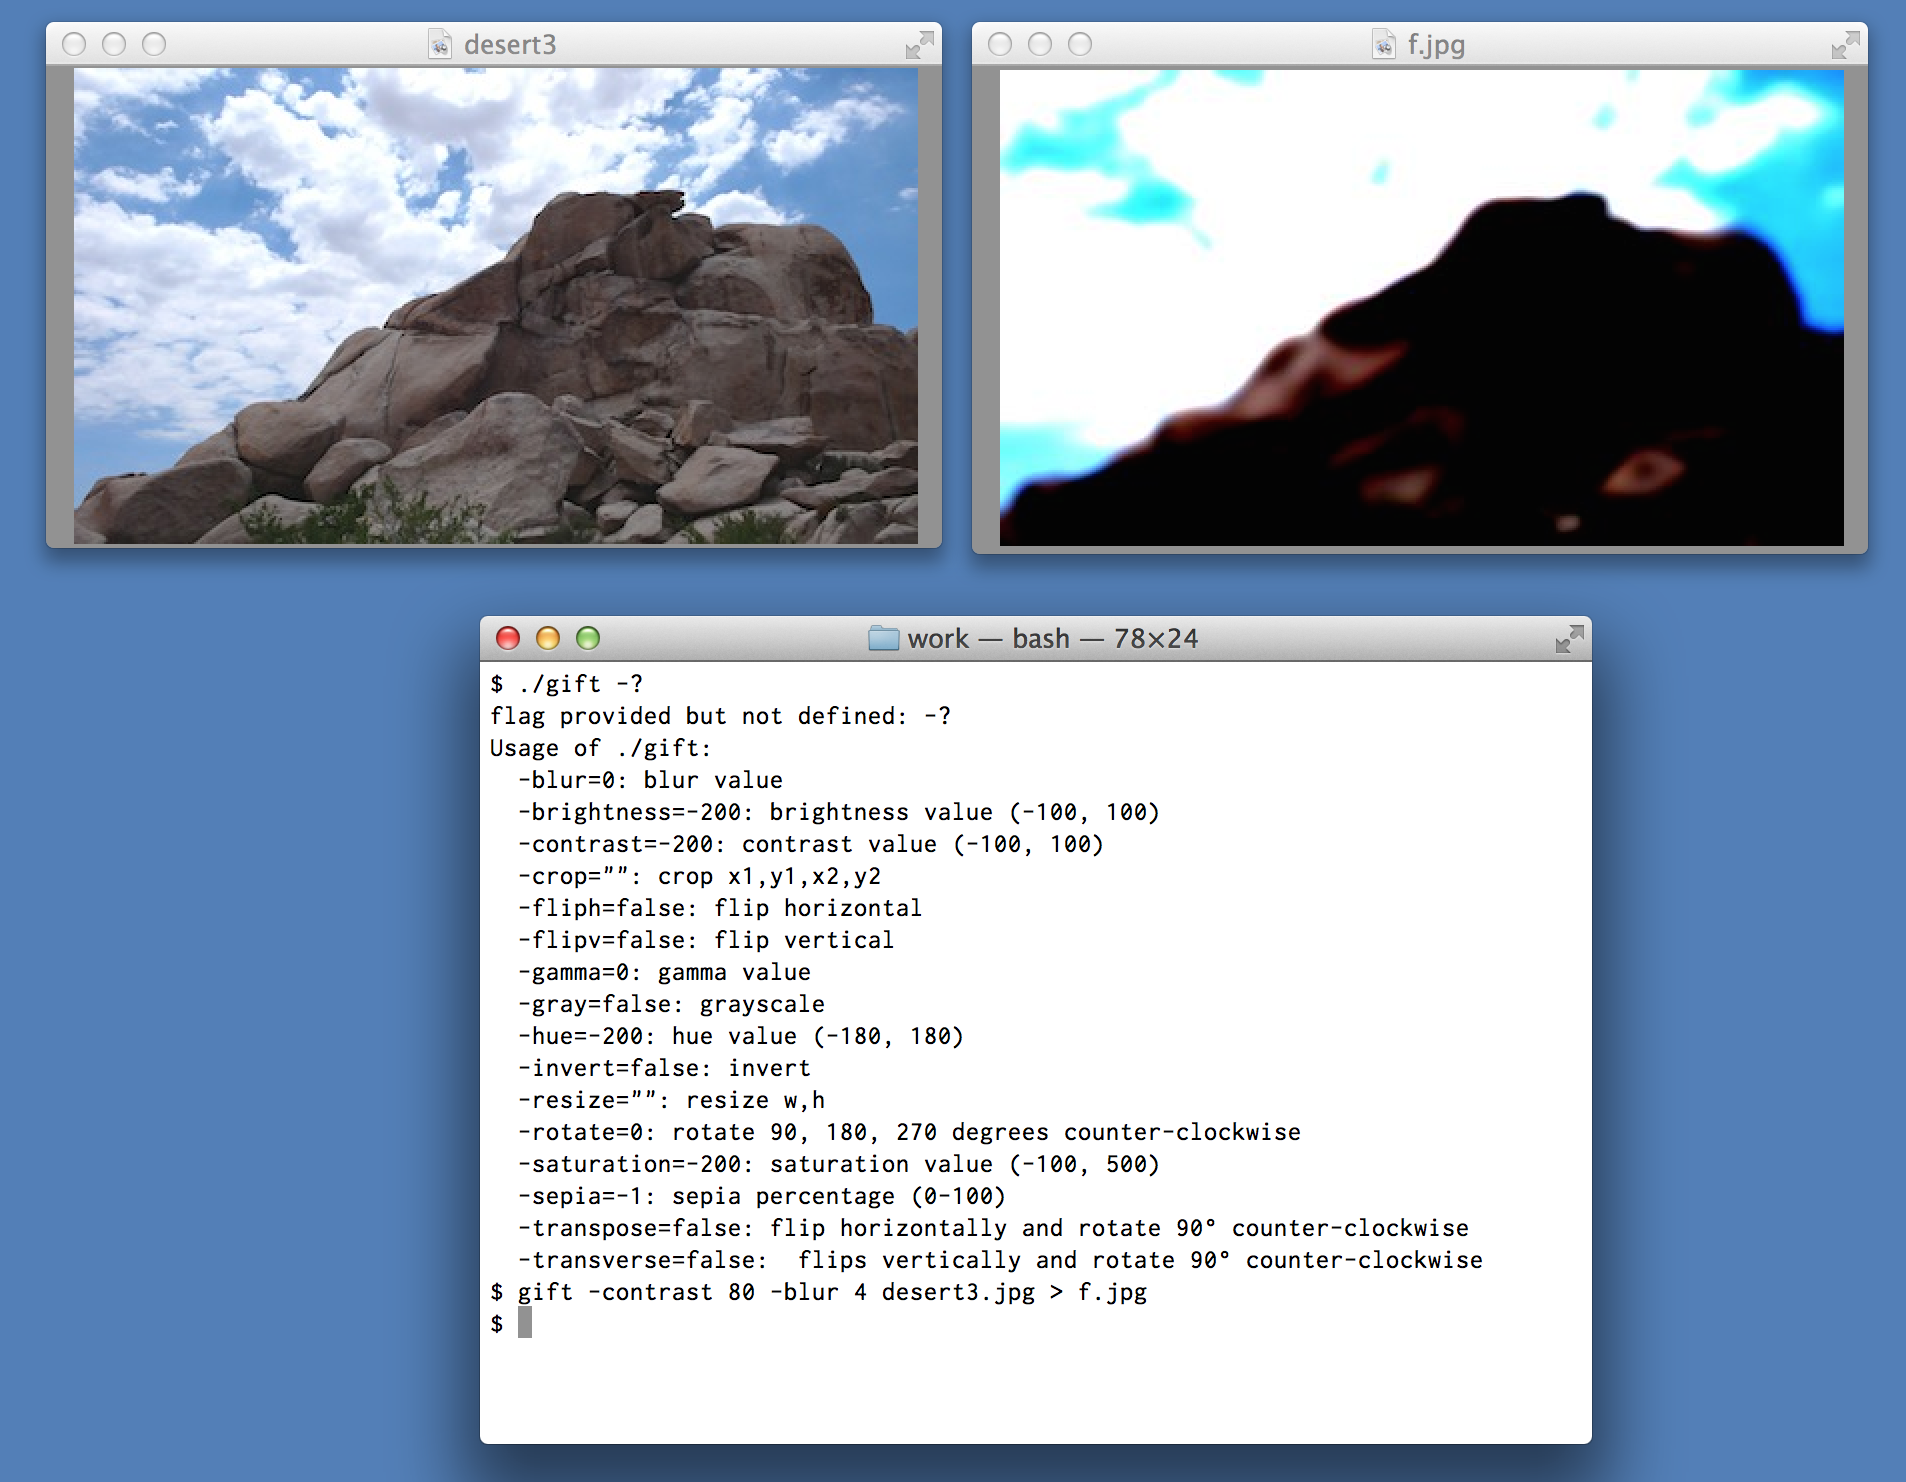 desert3
f.jpg
work — bash — 78×24
$ ./gift -?
flag provided but not defined: -?
Usage of ./gift:
  -blur=0: blur value
  -brightness=-200: brightness value (-100, 100)
  -contrast=-200: contrast value (-100, 100)
  -crop="": crop x1,y1,x2,y2
  -fliph=false: flip horizontal
  -flipv=false: flip vertical
  -gamma=0: gamma value
  -gray=false: grayscale
  -hue=-200: hue value (-180, 180)
  -invert=false: invert
  -resize="": resize w,h
  -rotate=0: rotate 90, 180, 270 degrees counter-clockwise
  -saturation=-200: saturation value (-100, 500)
  -sepia=-1: sepia percentage (0-100)
  -transpose=false: flip horizontally and rotate 90° counter-clockwise
  -transverse=false:  flips vertically and rotate 90° counter-clockwise
$ gift -contrast 80 -blur 4 desert3.jpg > f.jpg
$